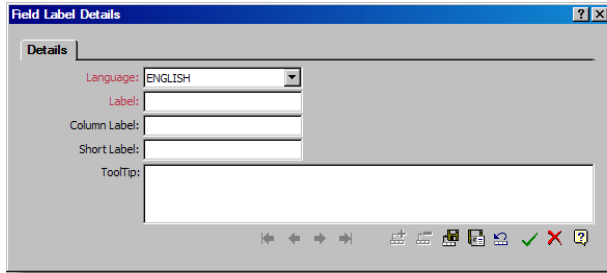 Field Label Details
Details
Language: ENGLISH
Label:
Column Label:
Short Label:
ToolTip: